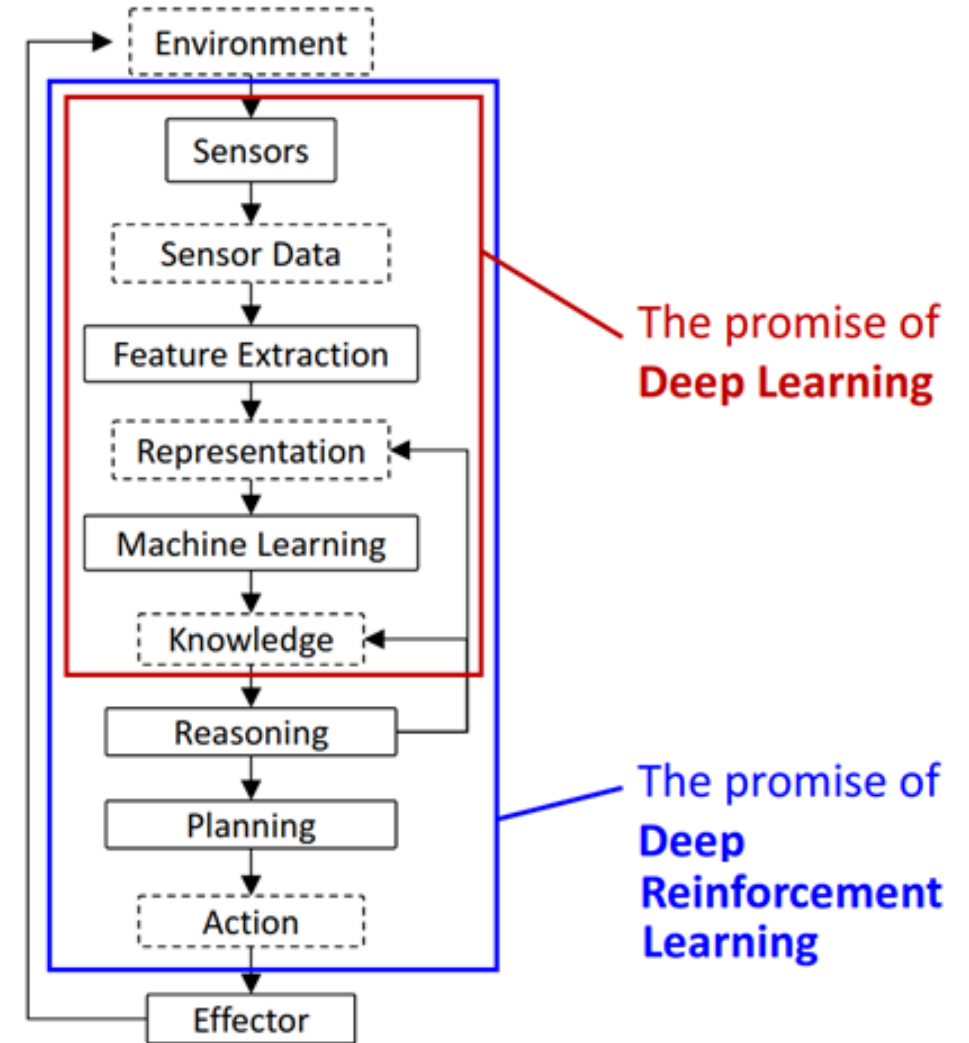 Environment
Sensors
Sensor Data
Feature Extraction
Representation
Machine Learning
Knowledge
Reasoning
Planning
Action
Effector
The promise of
Deep Learning
The promise of
Deep
Reinforcement
Learning